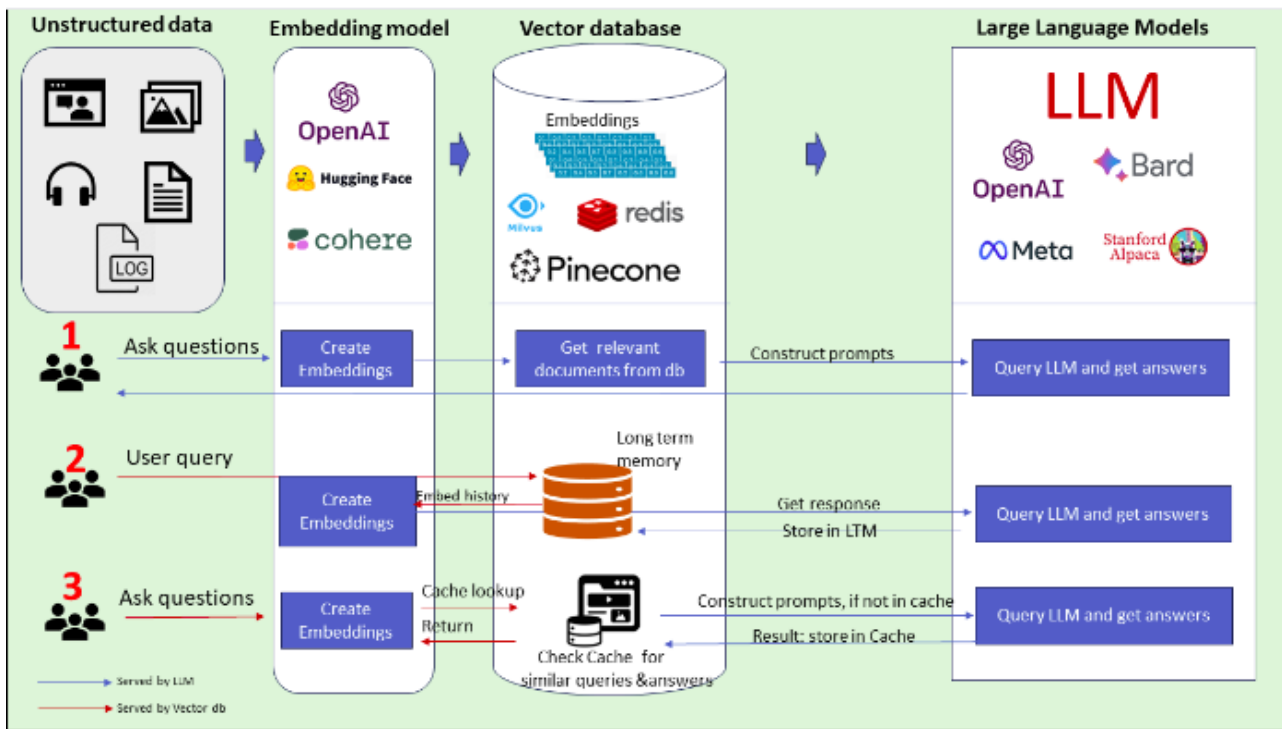 Unstructured data
Embedding model
Vector database
Large Language Models
LOG
OpenAI
Hugging Face
cohere
Embeddings
Milvus
redis
Pinecone
LLM
OpenAI
Bard
Meta
Stanford
Alpaca
1
Ask questions
Create
Embeddings
Get relevant
documents from db
Construct prompts
Query LLM and get answers
2
User query
Create
Embeddings
Embed history
Long term
memory
Get response
Store in LTM
Query LLM and get answers
3
Ask questions
Create
Embeddings
Cache lookup
Return
Check Cache for
similar queries &answers
Construct prompts, if not in cache
Result: store in Cache
Query LLM and get answers
Served by LLM
Served by Vector db